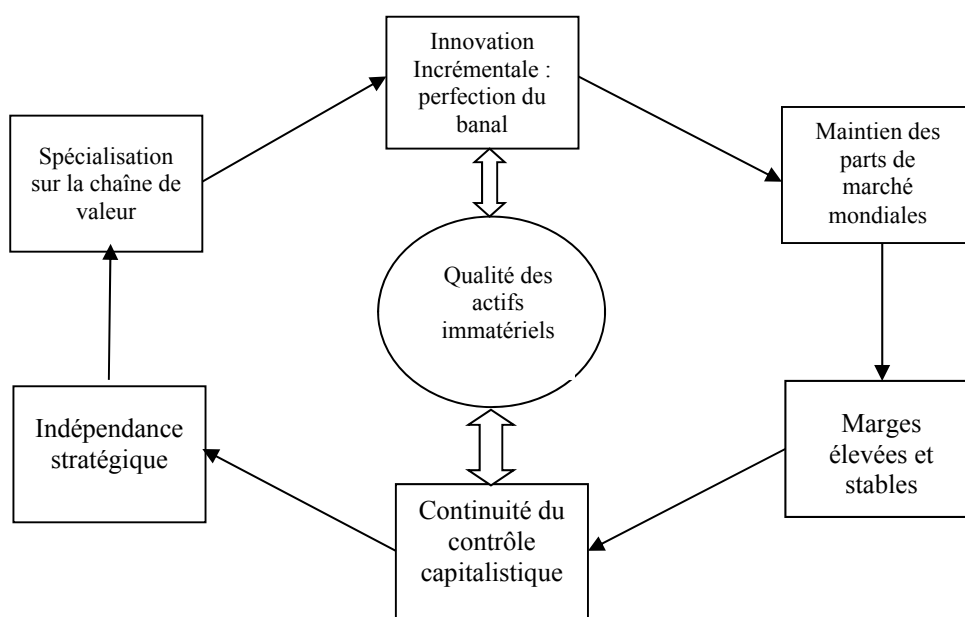 Innovation
Incrémentale :
perfection du
banal
Spécialisation
sur la chaîne de
valeur
Maintien des
parts de
marché
mondiales
Qualité des
actifs
immatériels
Indépendance
stratégique
Marges
élevées et
stables
Continuité du
contrôle
capitalistique